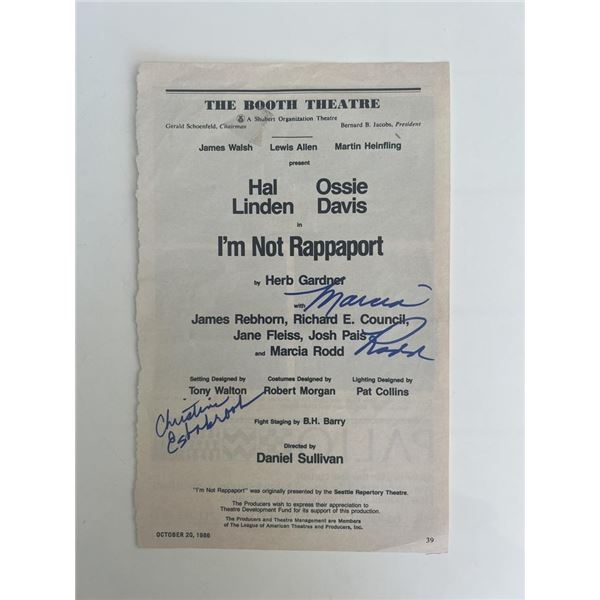 THE BOOTH THEATRE
A Shubert Organization Theatre
Gerald Schoenfeld, Chairman Bernard B. Jacobs, President
James Walsh Lewis Allen Martin Heinfling
present
Hal Ossie
Linden Davis
in
I'm Not Rappaport
by Herb Gardner
with Marcia
James Rebhorn, Richard E. Council,
Jane Fleiss, Josh Pais
Rodd
and Marcia Rodd
Setting Designed by Costumes Designed by Lighting Designed by
Tony Walton Robert Morgan Pat Collins
Christine
Estabrook
Fight Staging by B.H. Barry
Directed by
Daniel Sullivan
"I'm Not Rappaport" was originally presented by the Seattle Repertory Theatre.
The Producers wish to express their appreciation to
Theatre Development Fund for its support of this production.
The Producers and Theatre Management are Members
of The League of American Theatres and Producers, Inc.
OCTOBER 20, 1986 39